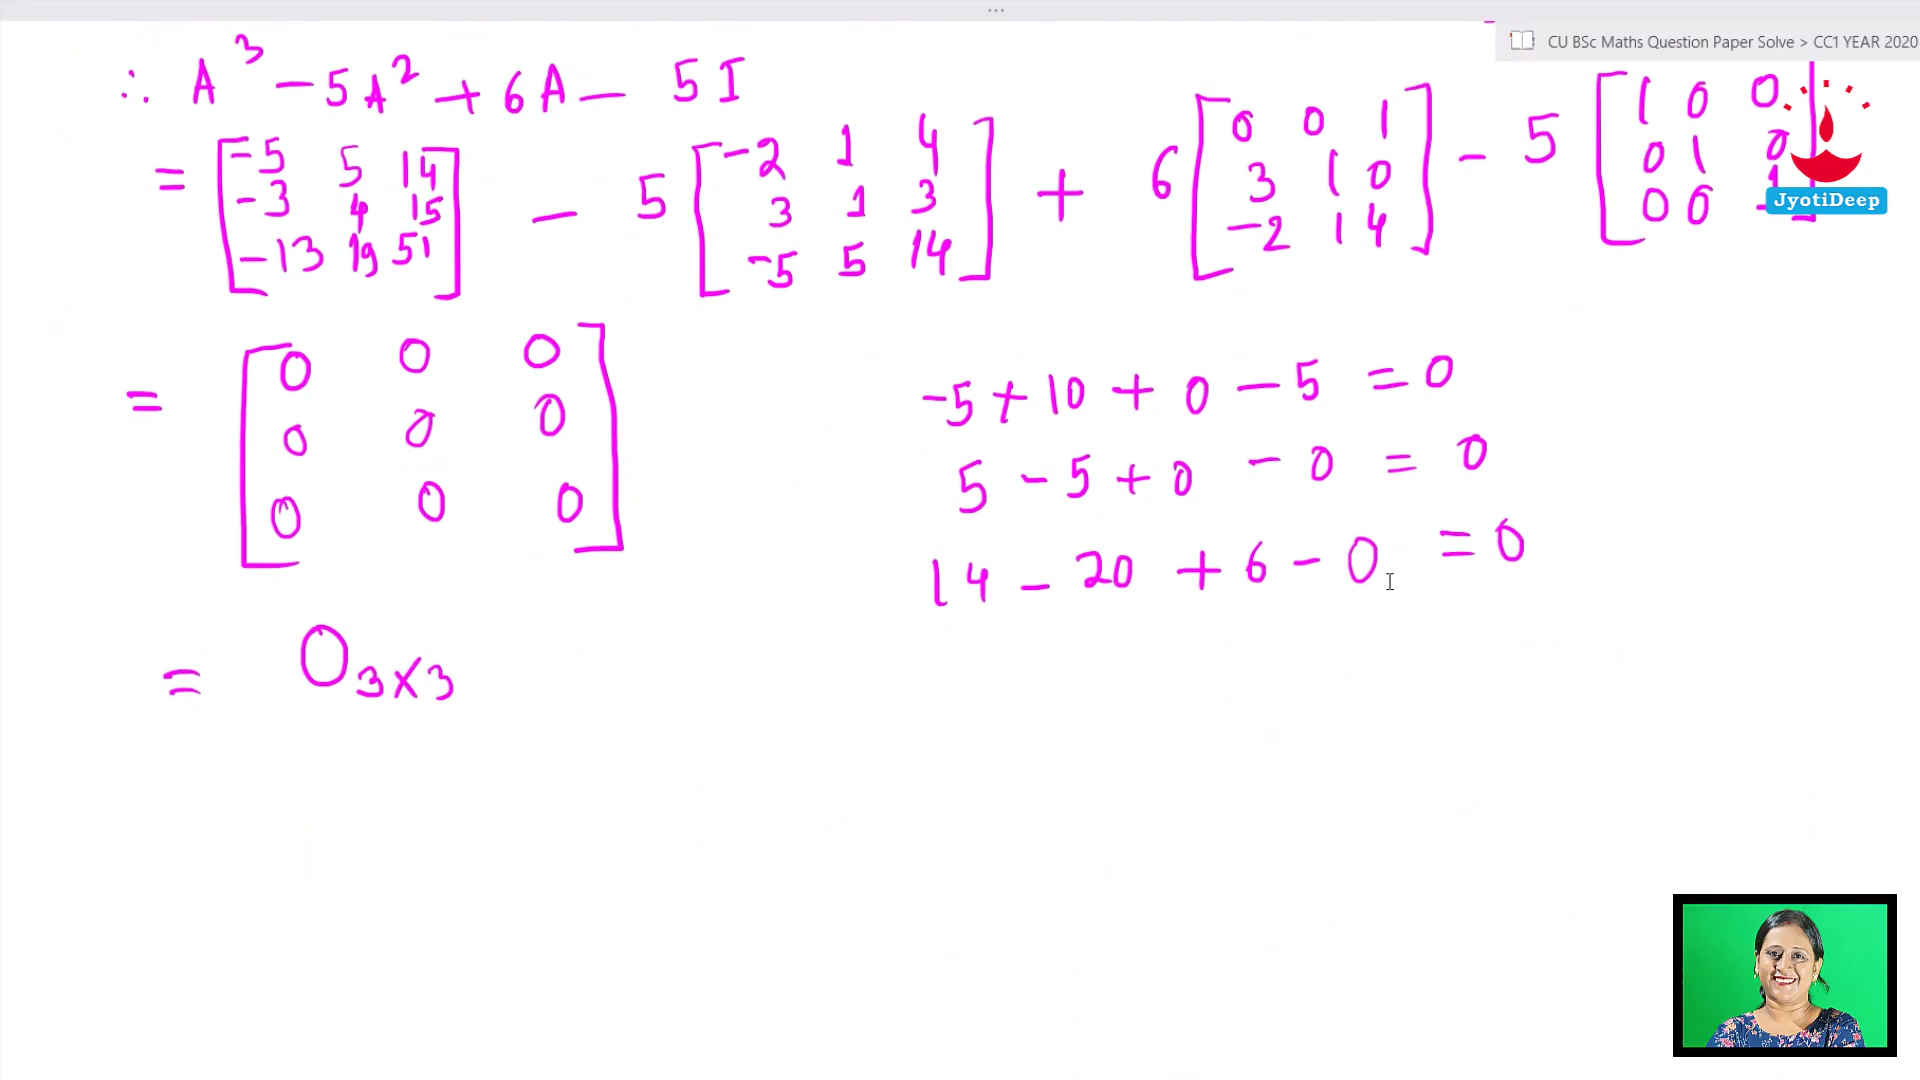 ...
CU BSc Maths Question Paper Solve > CC1 YEAR 2020
∴ A³ - 5A² + 6A - 5I
= [-5 5 14 - 5 [-2 1 4 + 6 [0 0 1 - 5 [1 0 0
-3 4 15 3 1 3 3 1 0 0 1 0
-13 19 51] -5 5 14] -2 1 4] 0 0 1]
JyotiDeep
= [0 0 0
0 0 0
0 0 0]
-5 + 10 + 0 - 5 = 0
5 - 5 + 0 - 0 = 0
14 - 20 + 6 - 0 = 0
= O₃ₓ₃